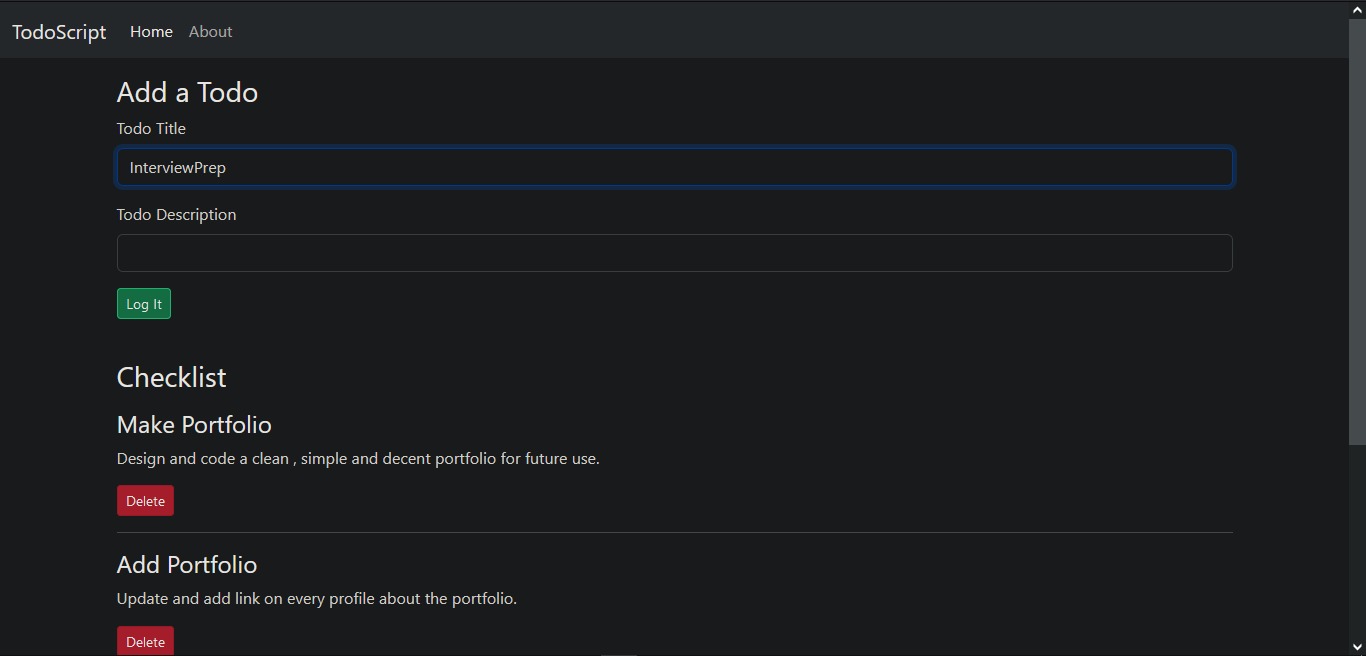 TodoScript Home About
Add a Todo
Todo Title
InterviewPrep
Todo Description
Log It
Checklist
Make Portfolio
Design and code a clean , simple and decent portfolio for future use.
Delete
Add Portfolio
Update and add link on every profile about the portfolio.
Delete